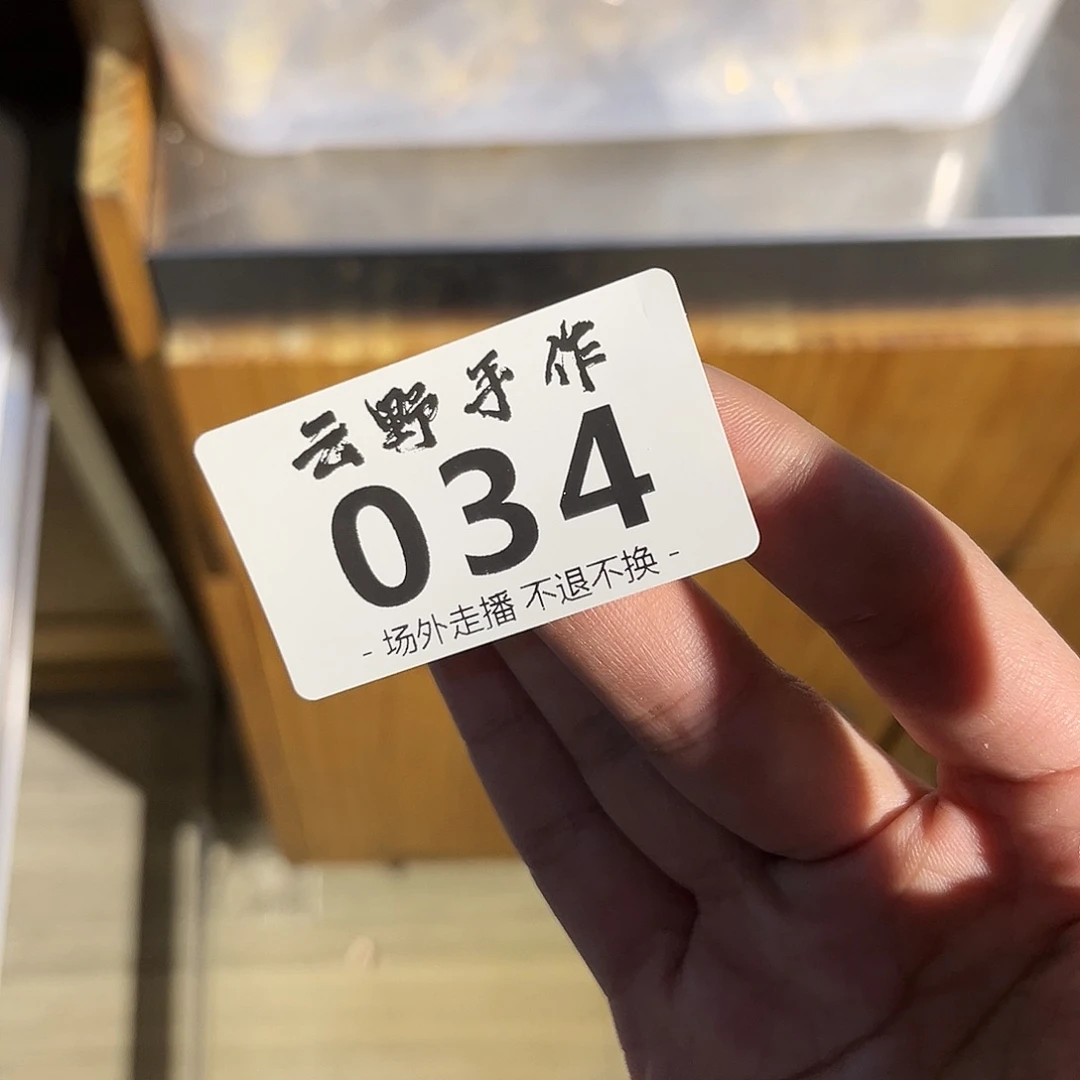 云野手作
034
- 场外走播 不退不换 -